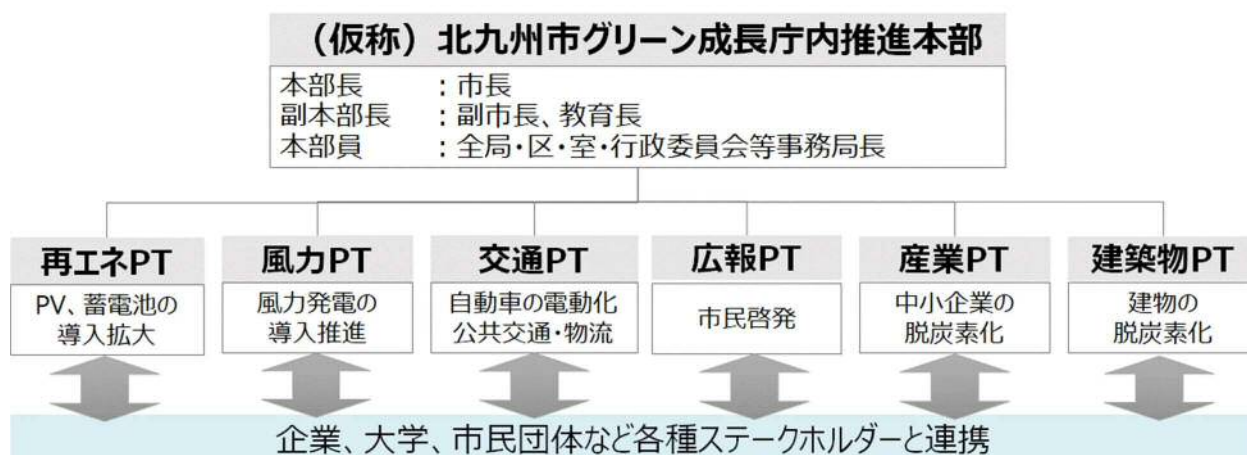 （仮称）北九州市グリーン成長庁内推進本部
本部長　：市長
副本部長　：副市長、教育長
本部員　：全局・区・室・行政委員会等事務局長
再エネPT
PV、蓄電池の
導入拡大
風力PT
風力発電の
導入推進
交通PT
自動車の電動化
公共交通・物流
広報PT
市民啓発
産業PT
中小企業の
脱炭素化
建築物PT
建物の
脱炭素化
企業、大学、市民団体など各種ステークホルダーと連携